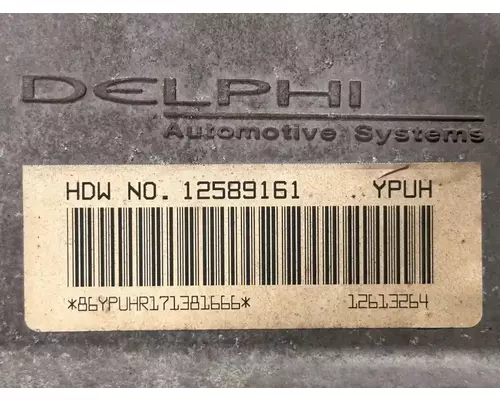 DELPHI
Automotive Systems
HDW NO. 12589161 YPUH
*86YPUHR171381666* 12613264